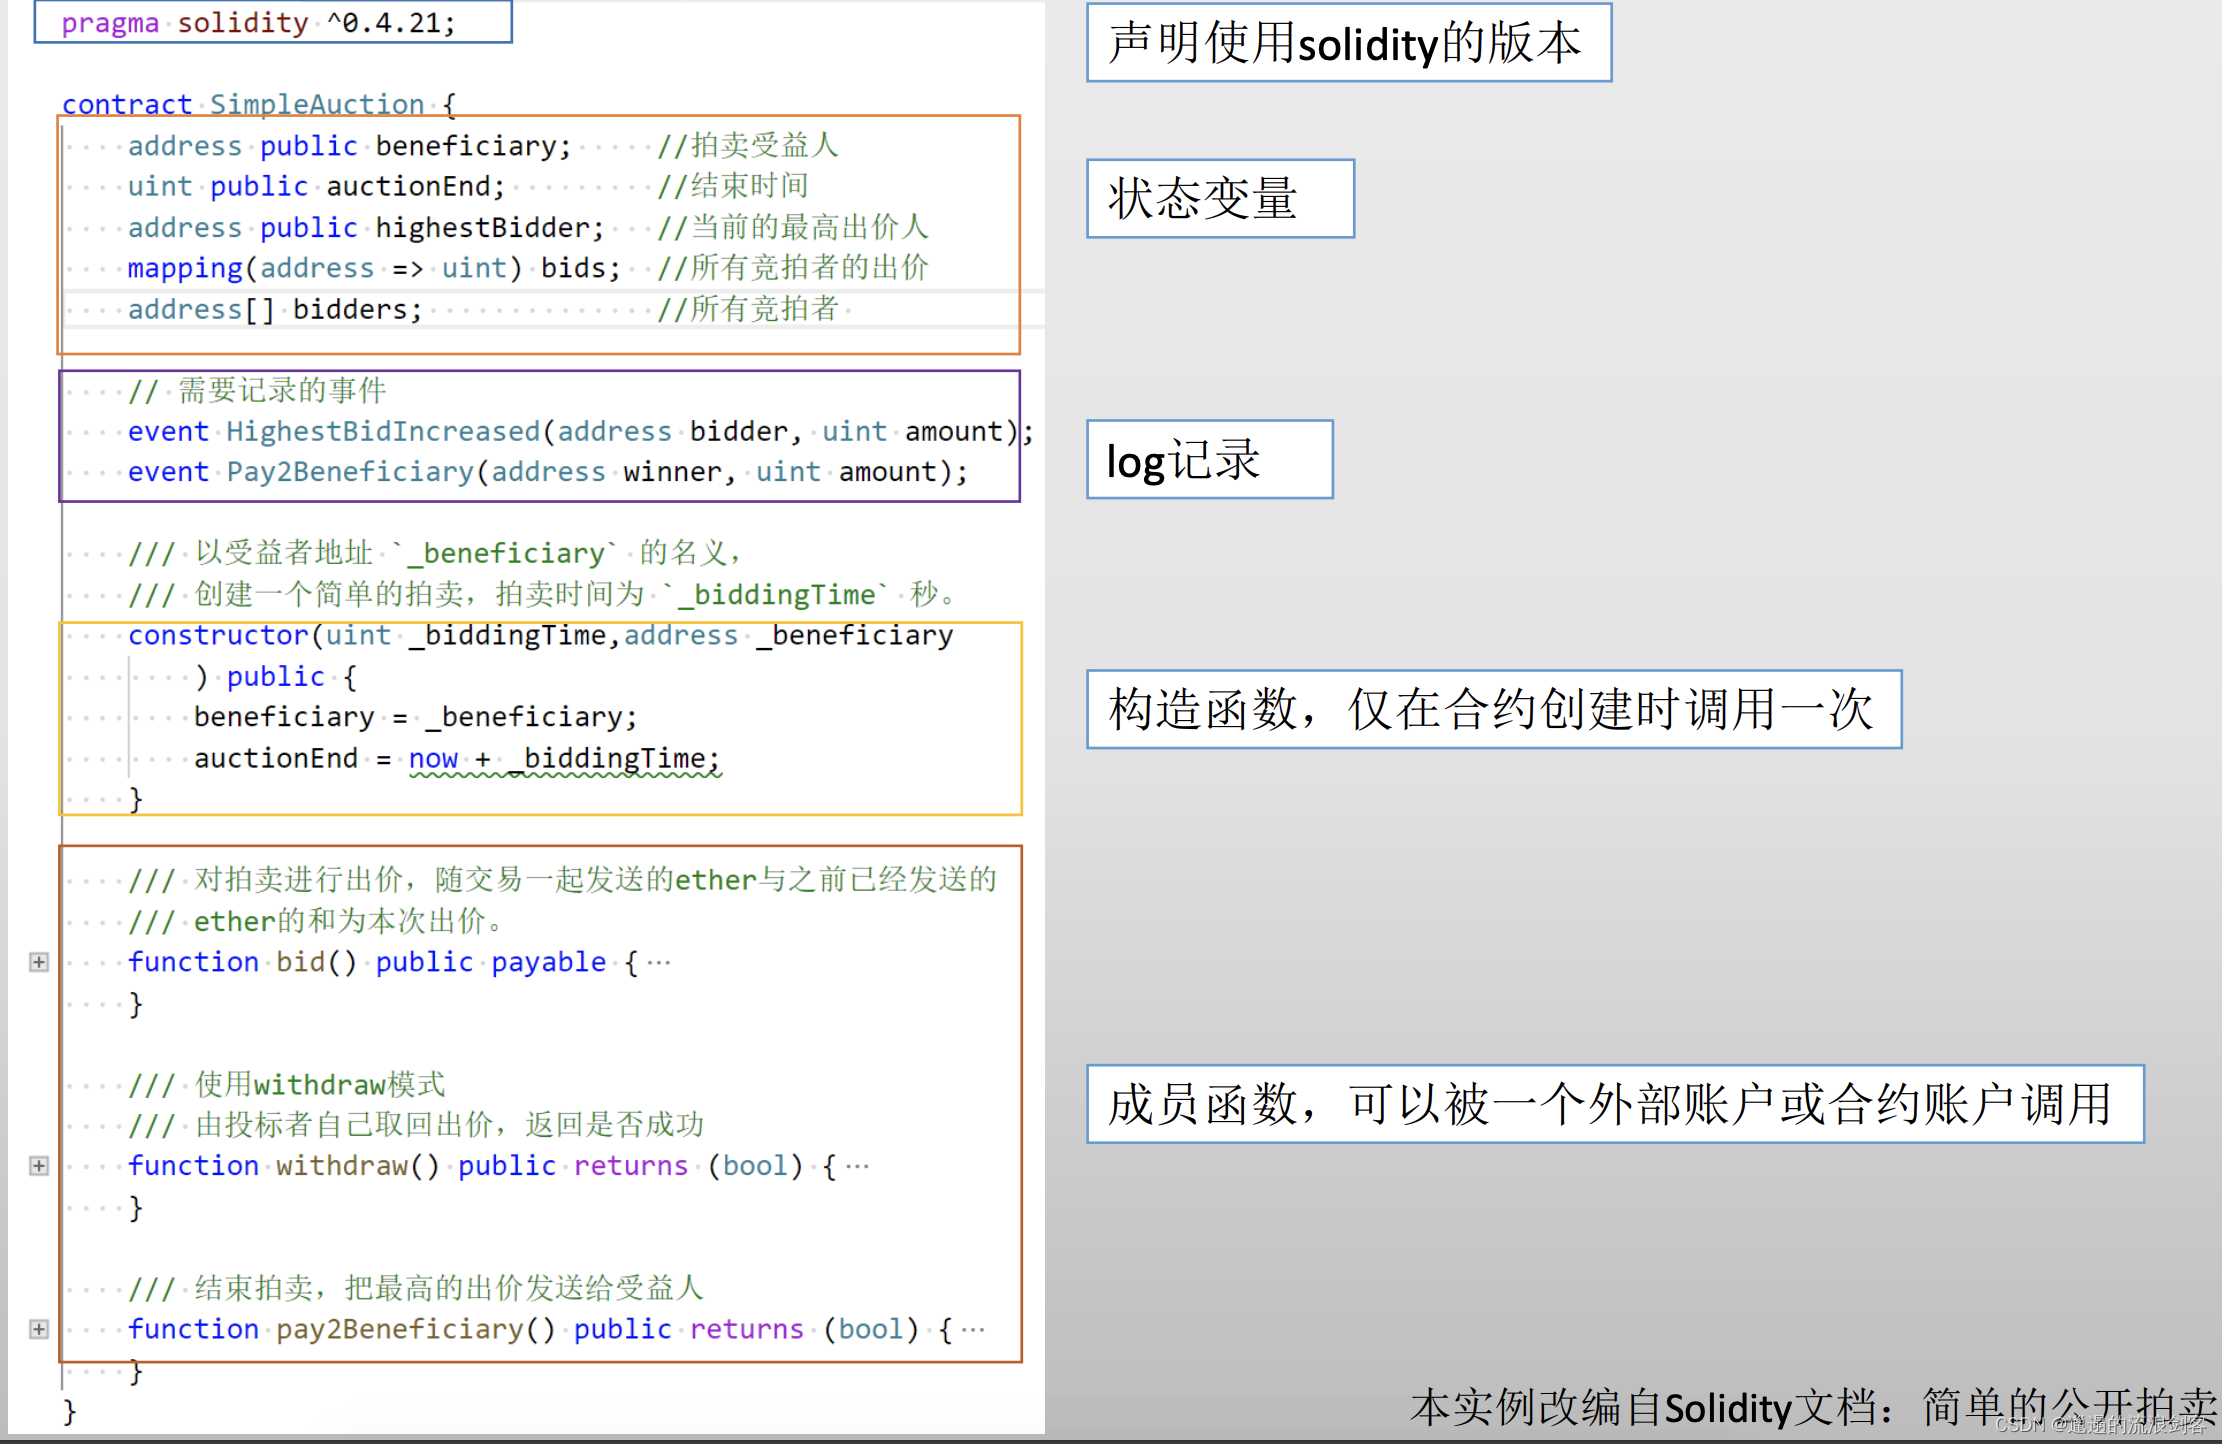 pragma solidity ^0.4.21;
声明使用solidity的版本
contract SimpleAuction {
address public beneficiary; //拍卖受益人
uint public auctionEnd; //结束时间
address public highestBidder; //当前的最高出价人
mapping(address => uint) bids; //所有竞拍者的出价
address[] bidders; //所有竞拍者
状态变量
// 需要记录的事件
event HighestBidIncreased(address bidder, uint amount);
event Pay2Beneficiary(address winner, uint amount);
log记录
/// 以受益者地址 `_beneficiary` 的名义，
/// 创建一个简单的拍卖，拍卖时间为 `_biddingTime` 秒。
constructor(uint _biddingTime,address _beneficiary
) public {
beneficiary = _beneficiary;
auctionEnd = now + _biddingTime;
}
构造函数，仅在合约创建时调用一次
/// 对拍卖进行出价，随交易一起发送的ether与之前已经发送的
/// ether的和为本次出价。
function bid() public payable {···
}
/// 使用withdraw模式
/// 由投标者自己取回出价，返回是否成功
function withdraw() public returns (bool) {···
}
成员函数，可以被一个外部账户或合约账户调用
/// 结束拍卖，把最高的出价发送给受益人
function pay2Beneficiary() public returns (bool) {···
}
}
本实例改编自Solidity文档：简单的公开拍卖
CSDN @邋遢的流浪剑客